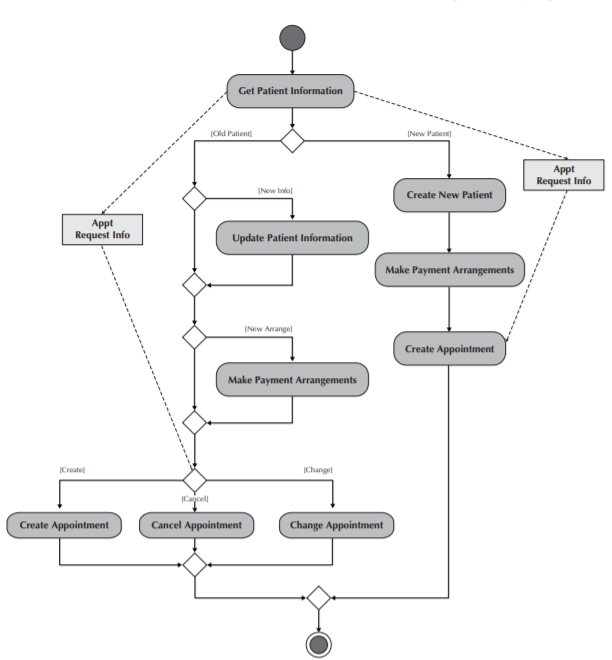 Get Patient Information
[Old Patient]
[New Patient]
Appt
Request Info
[New Info]
Create New Patient
Appt
Request Info
Update Patient Information
Make Payment Arrangements
[New Arrange]
Create Appointment
Make Payment Arrangements
[Create]
[Change]
[Cancel]
Create Appointment
Cancel Appointment
Change Appointment